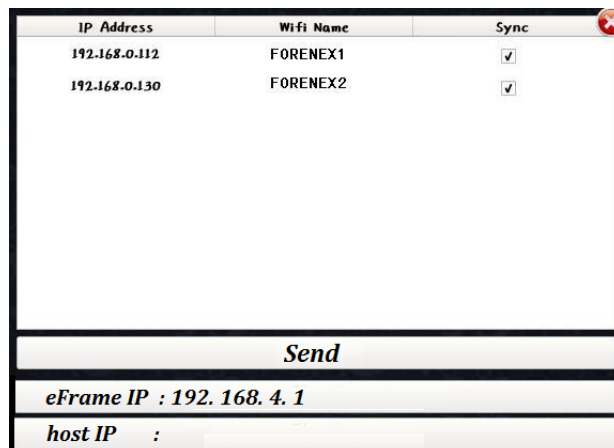 IP Address Wifi Name Sync
192.168.0.112 FORENEX1
192.168.0.130 FORENEX2
Send
eFrame IP : 192. 168. 4. 1
host IP :